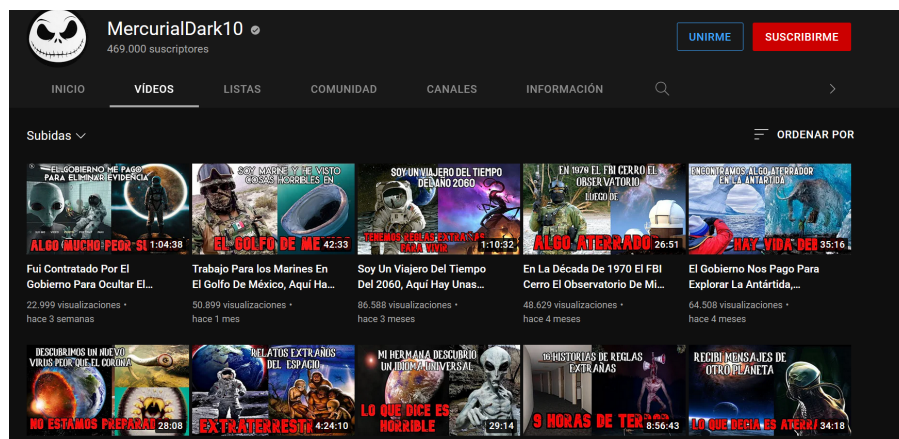 MercurialDark10
469.000 suscriptores
UNIRME
SUSCRIBIRME
INICIO VÍDEOS LISTAS COMUNIDAD CANALES INFORMACIÓN
Subidas
ORDENAR POR
EL GOBIERNO ME PAGO
PARA ELIMINAR EVIDENCIA
ALGO MUCHO PEOR SU
1:04:38
Fui Contratado Por El
Gobierno Para Ocultar El...
22.999 visualizaciones •
hace 3 semanas
SOY MARINE Y HE VISTO
COSAS HORRIBLES EN
EL GOLFO DE ME
42:33
Trabajo Para los Marines En
El Golfo De México, Aquí Ha...
50.899 visualizaciones •
hace 1 mes
SOY UN VIAJERO DEL TIEMPO
DEL AÑO 2060
TENEMOS REGLAS EXTRAÑAS
PARA VIVIR
1:10:32
Soy Un Viajero Del Tiempo
Del 2060, Aquí Hay Unas...
86.588 visualizaciones •
hace 3 meses
EN 1970 EL FBI CERRO EL
OBSERVATORIO
LUEGO DE
ALGO ATERRADO
26:51
En La Década De 1970 El FBI
Cerro El Observatorio De Mi...
48.629 visualizaciones •
hace 4 meses
ENCONTRAMOS ALGO ATERRADOR
EN LA ANTARTIDA
HAY VIDA DEB
35:16
El Gobierno Nos Pago Para
Explorar La Antártida,...
64.508 visualizaciones •
hace 4 meses
DESCUBRIMOS UN NUEVO
VIRUS PEOR QUE EL CORONA
NO ESTAMOS PREPARAD
28:08
RELATOS EXTRAÑOS
DEL ESPACIO
EXTRATERREST
4:24:10
MI HERMANA DESCUBRIO
UN IDIOMA UNIVERSAL
LO QUE DICE ES
HORRIBLE
29:14
16 HISTORIAS DE REGLAS
EXTRAÑAS
9 HORAS DE TERROR
8:56:43
RECIBI MENSAJES DE
OTRO PLANETA
LO QUE DECIA ES ATERRA
34:18